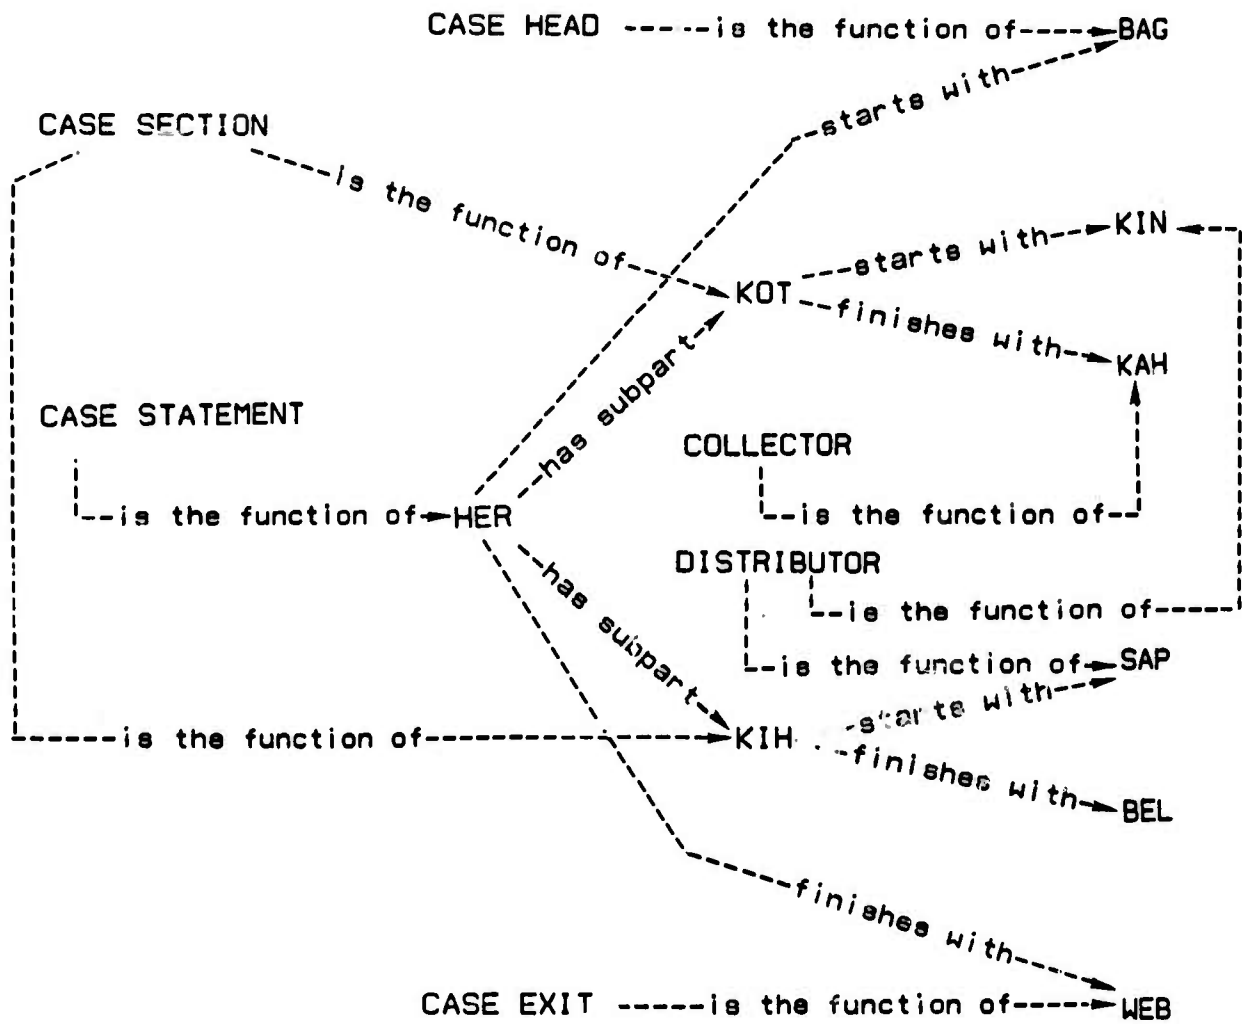 CASE HEAD is the function of BAG
starts with
CASE SECTION
is the function of
KIN
starts with
KOT
finishes with
KAH
has subpart
CASE STATEMENT
COLLECTOR
is the function of HER
is the function of
DISTRIBUTOR
has subpart
is the function of
is the function of SAP
starts with
is the function of KIH
finishes with
BEL
finishes with
CASE EXIT is the function of WEB